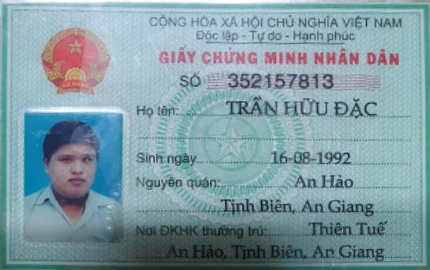 CỘNG HÒA XÃ HỘI CHỦ NGHĨA VIỆT NAM
Độc lập - Tự do - Hạnh phúc
GIẤY CHỨNG MINH NHÂN DÂN
SỐ 352157813
Họ tên: TRẦN HỮU ĐẶC
Sinh ngày 16-08-1992
Nguyên quán: An Hảo
Tịnh Biên, An Giang
Nơi ĐKHK thường trú: Thiện Tuế
An Hảo, Tịnh Biên, An Giang